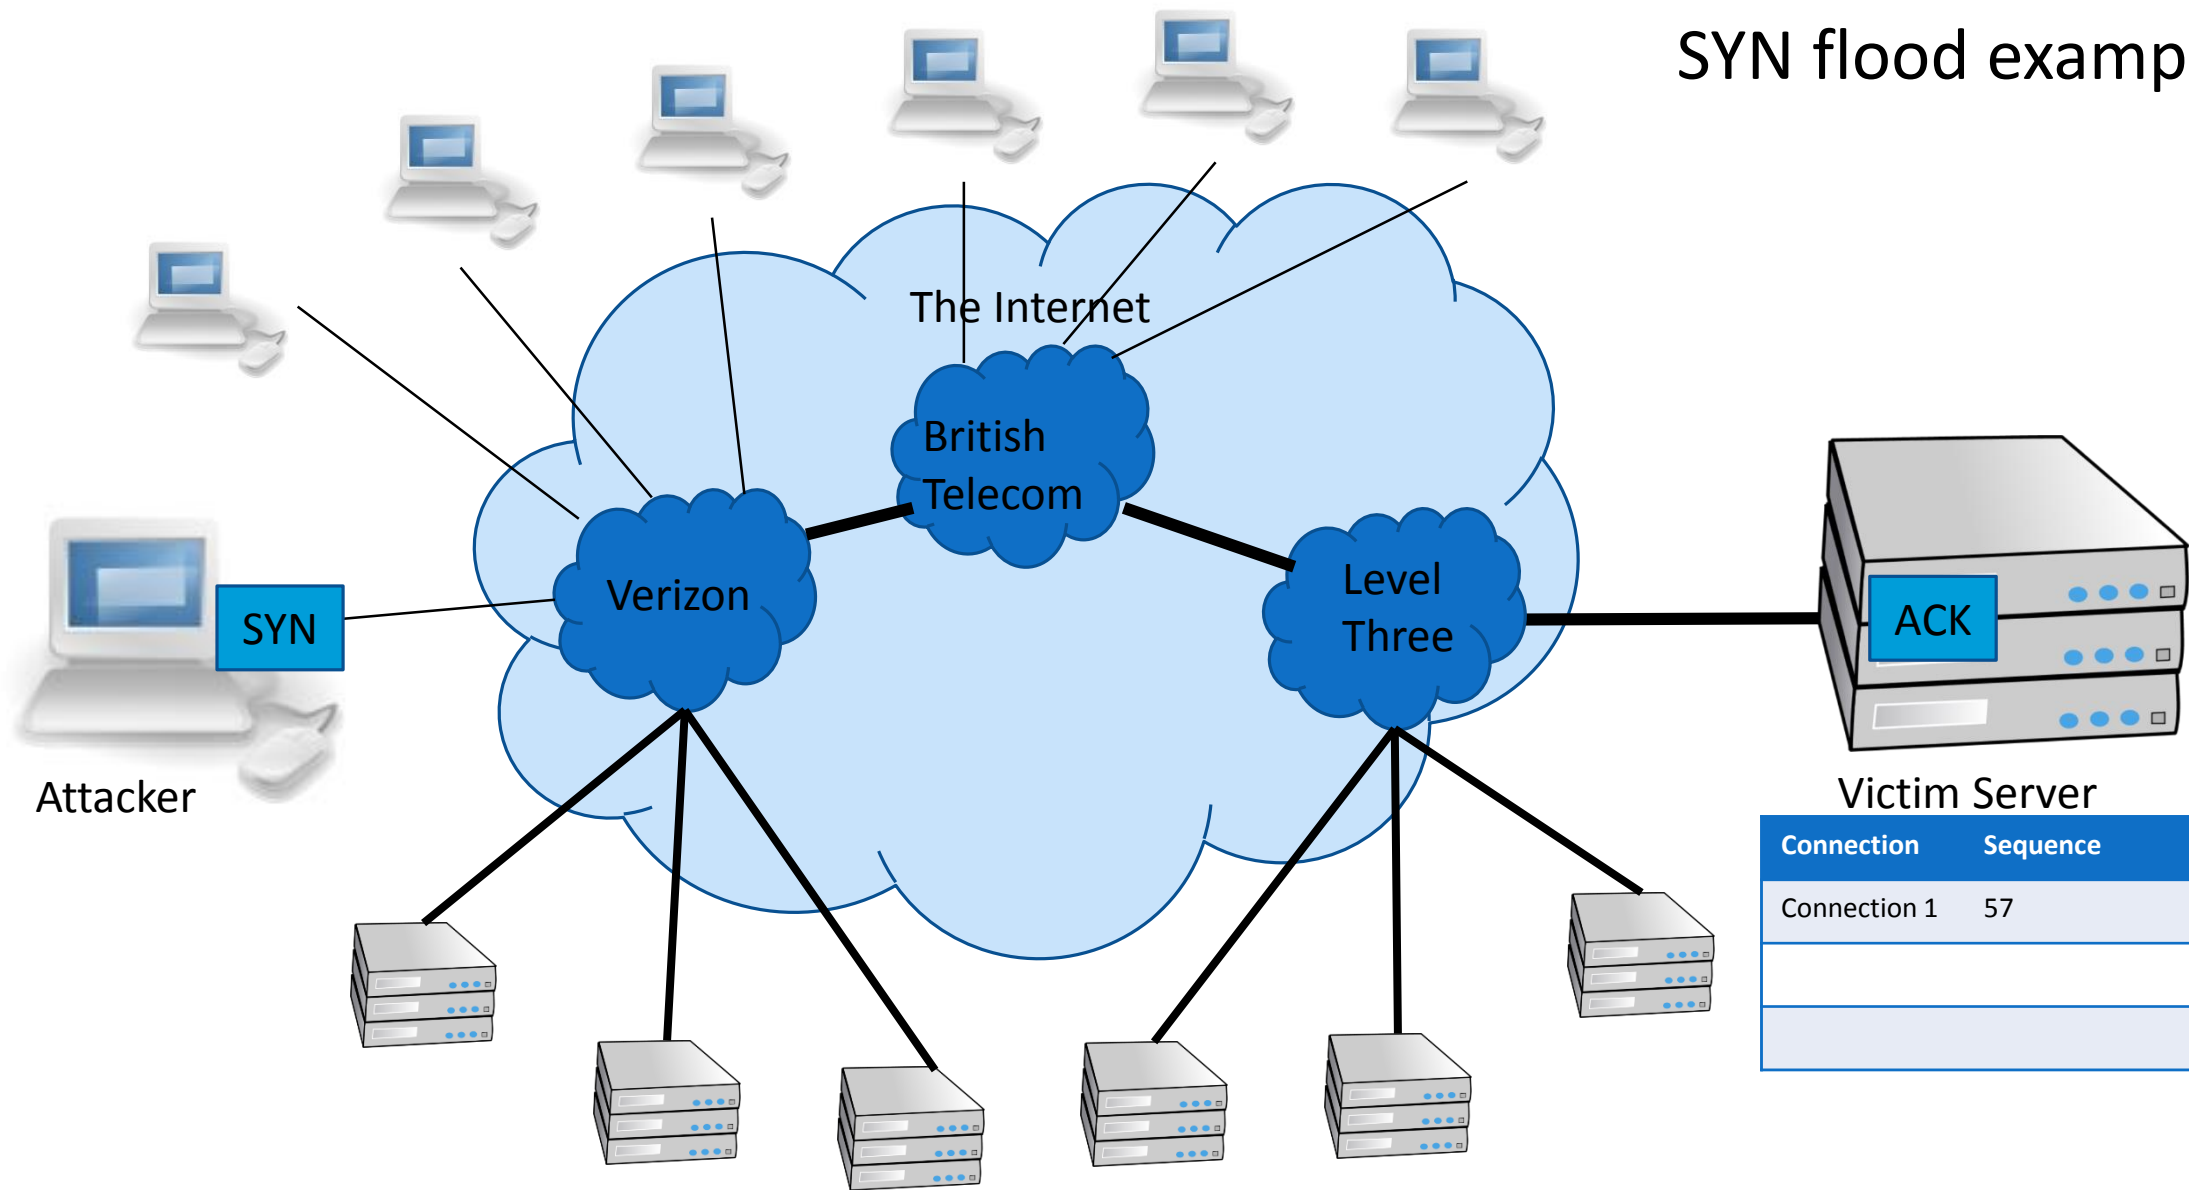 SYN flood examp
The Internet
British
Telecom
Verizon
Level
Three
SYN
ACK
Attacker
Victim Server
Connection Sequence
Connection 1 57